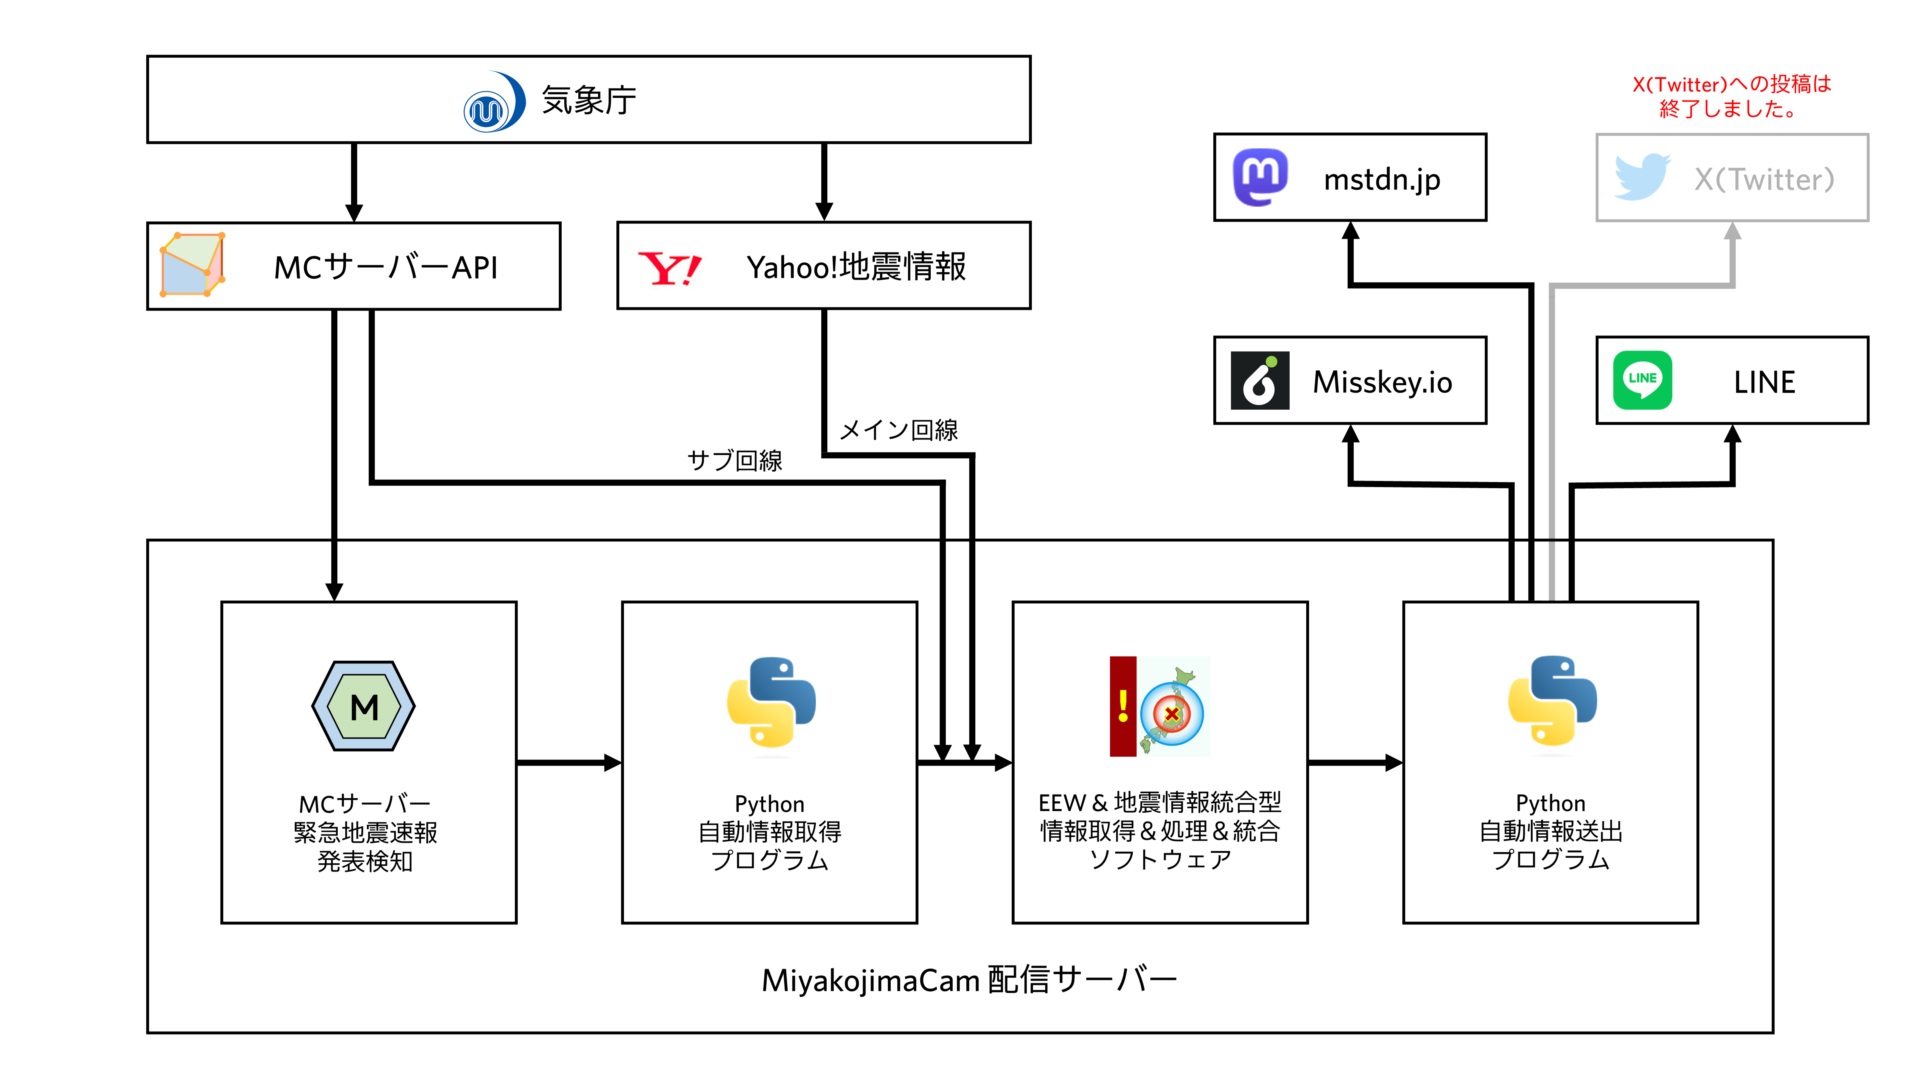 気象庁
MCサーバーAPI
Y!
Yahoo!地震情報
X(Twitter)への投稿は
終了しました。
mstdn.jp
X(Twitter)
Misskey.io
LINE
LINE
メイン回線
サブ回線
M
MCサーバー
緊急地震速報
発表検知
Python
自動情報取得
プログラム
!
EEW & 地震情報統合型
情報取得&処理&統合
ソフトウェア
Python
自動情報送出
プログラム
MiyakojimaCam 配信サーバー